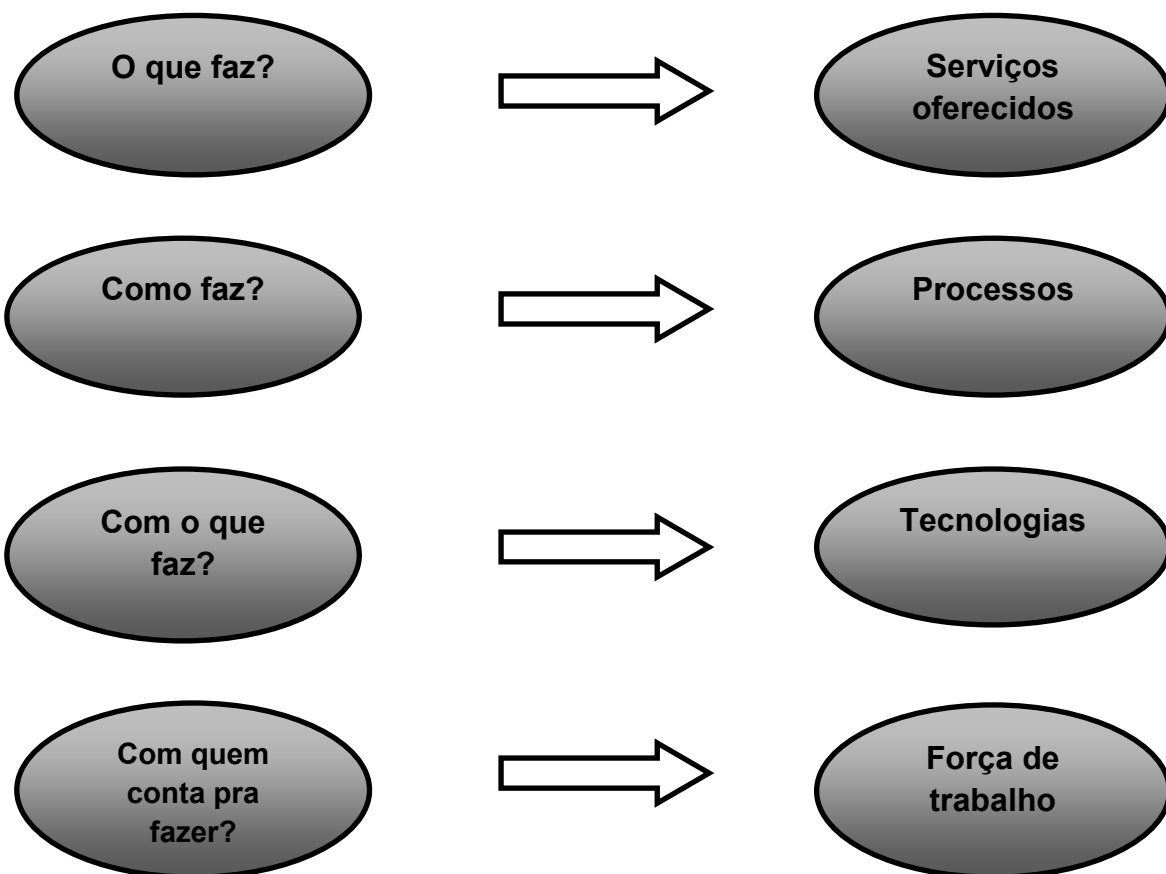 O que faz?
Serviços
oferecidos
Como faz?
Processos
Com o que
faz?
Tecnologias
Com quem
conta pra
fazer?
Força de
trabalho